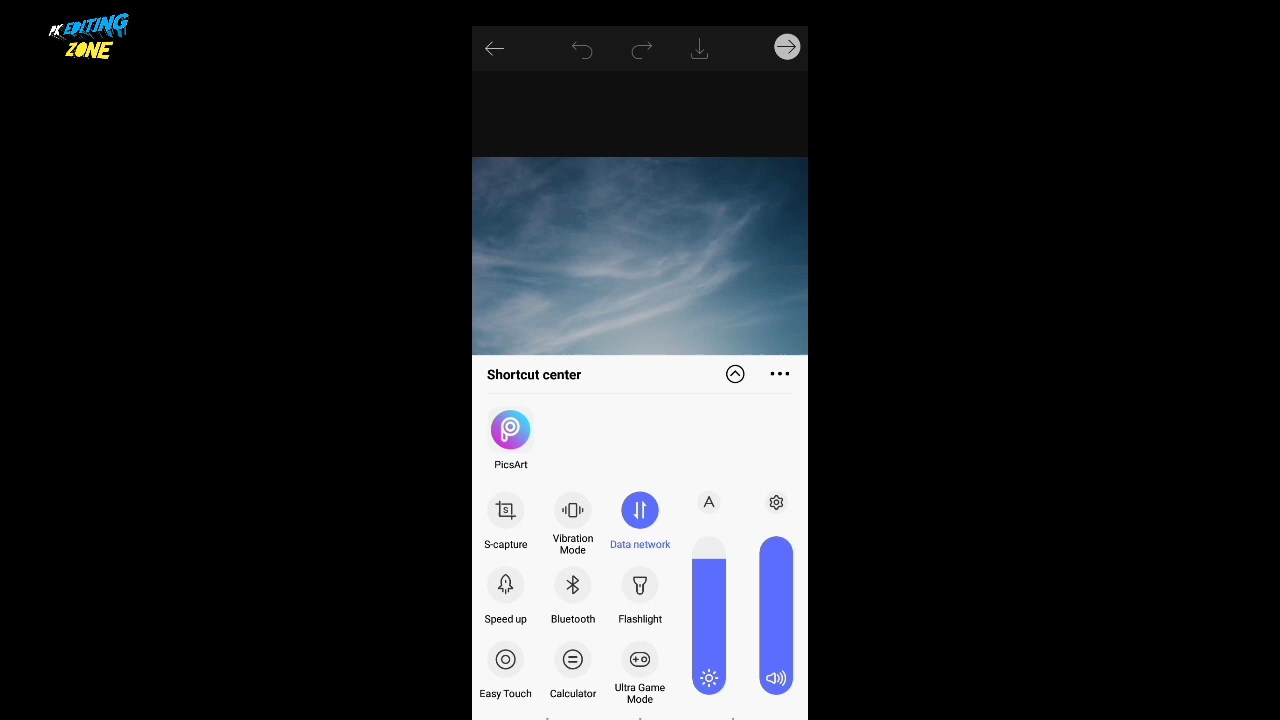 PK EDITING
ZONE
Shortcut center
PicsArt
A
S-capture
Vibration
Mode
Data network
Speed up
Bluetooth
Flashlight
Easy Touch
Calculator
Ultra Game
Mode